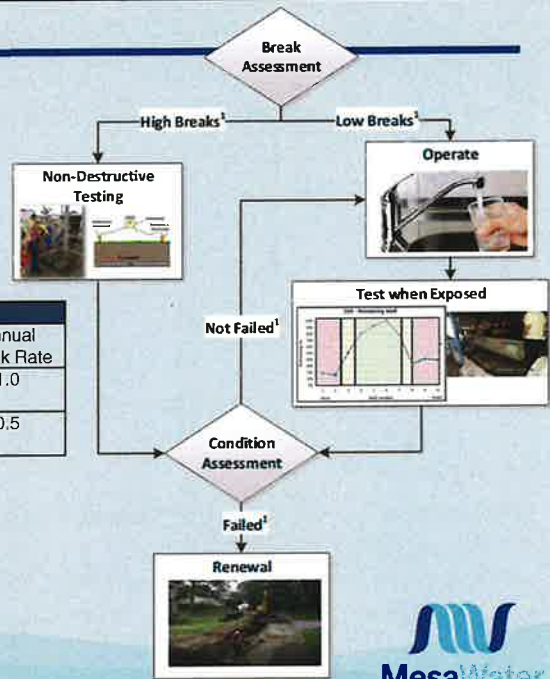 Break
Assessment
High Breaks¹
Low Breaks¹
Non-Destructive
Testing
Operate
Test when Exposed
Not Failed¹
nual
k Rate
1.0
0.5
Condition
Assessment
Failed¹
Renewal
MesaWater